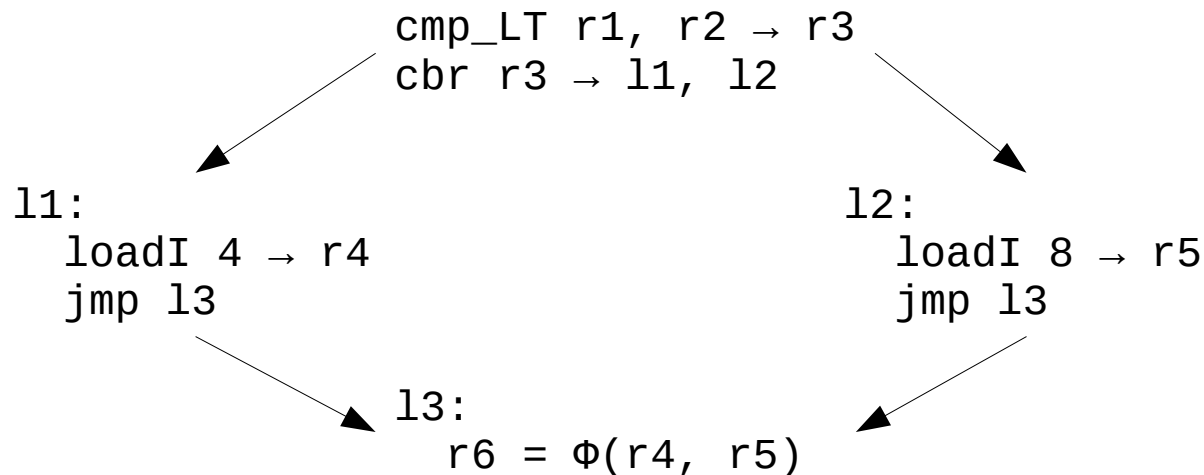 cmp_LT r1, r2 → r3
cbr r3 → l1, l2
l1:
loadI 4 → r4
jmp l3
l2:
loadI 8 → r5
jmp l3
l3:
r6 = Φ(r4, r5)